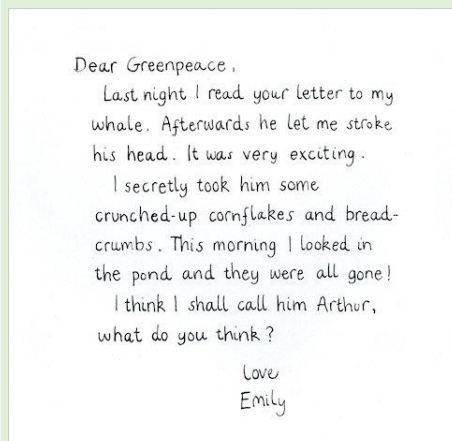 Dear Greenpeace,
Last night I read your letter to my
whale. Afterwards he let me stroke
his head. It was very exciting.
I secretly took him some
crunched-up cornflakes and bread-
crumbs. This morning I looked in
the pond and they were all gone!
I think I shall call him Arthur,
what do you think?
Love
Emily